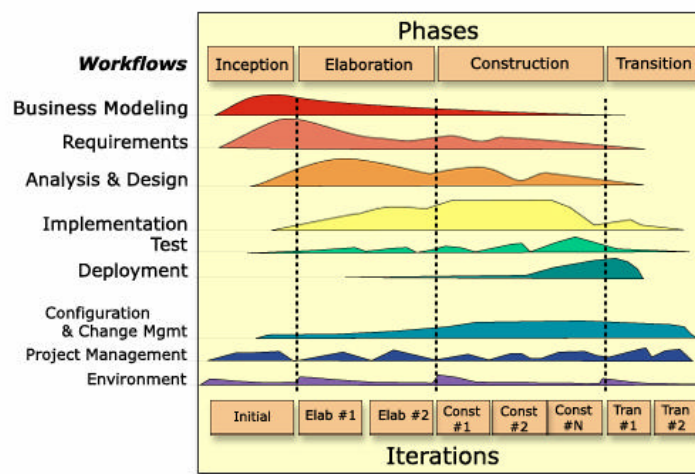 Phases
Workflows
Inception
Elaboration
Construction
Transition
Business Modeling
Requirements
Analysis & Design
Implementation
Test
Deployment
Configuration
& Change Mgmt
Project Management
Environment
Initial
Elab #1
Elab #2
Const
#1
Const
#2
Const
#N
Tran
#1
Tran
#2
Iterations